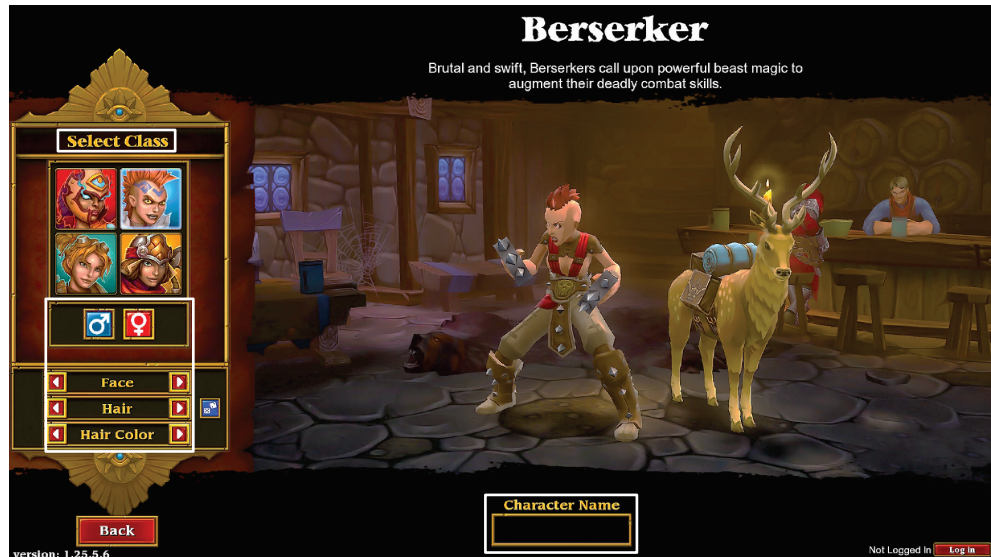 Berserker
Brutal and swift, Berserkers call upon powerful beast magic to
augment their deadly combat skills.
Select Class
Face
Hair
Hair Color
Character Name
Back
version: 1.25.5.6
Not Logged In
Log in